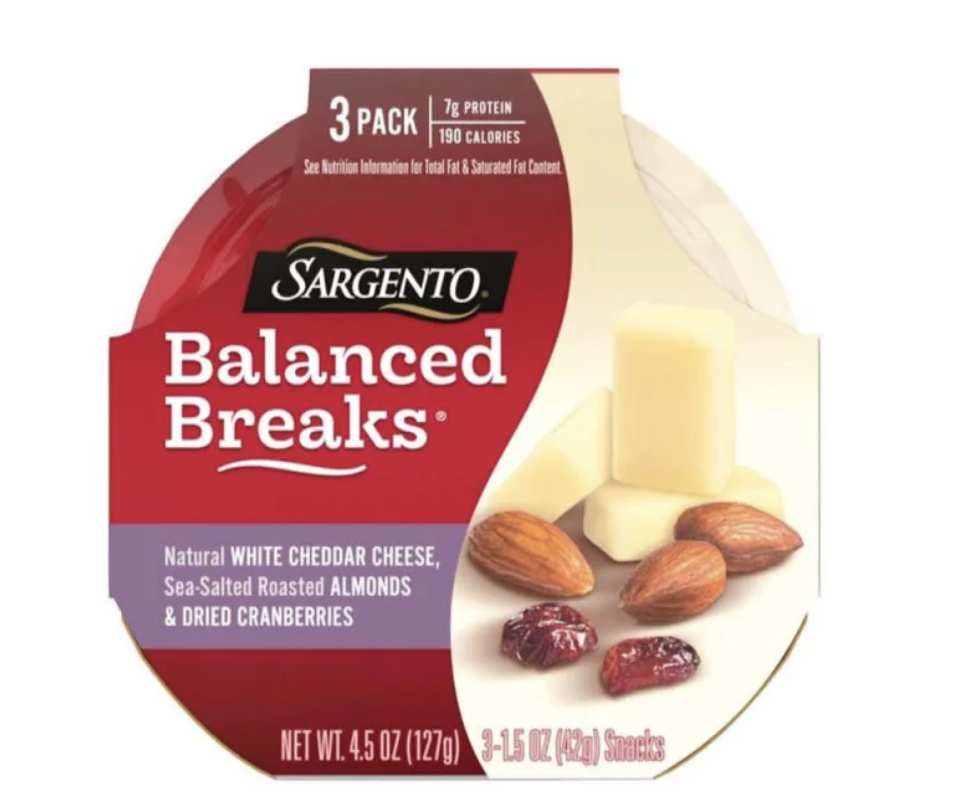 3 PACK
7g PROTEIN
190 CALORIES
See Nutrition Information for Total Fat & Saturated Fat Content.
SARGENTO®
Balanced
Breaks®
Natural WHITE CHEDDAR CHEESE,
Sea-Salted Roasted ALMONDS
& DRIED CRANBERRIES
NET WT. 4.5 OZ (127g) 3-1.5 OZ (42g) Snacks